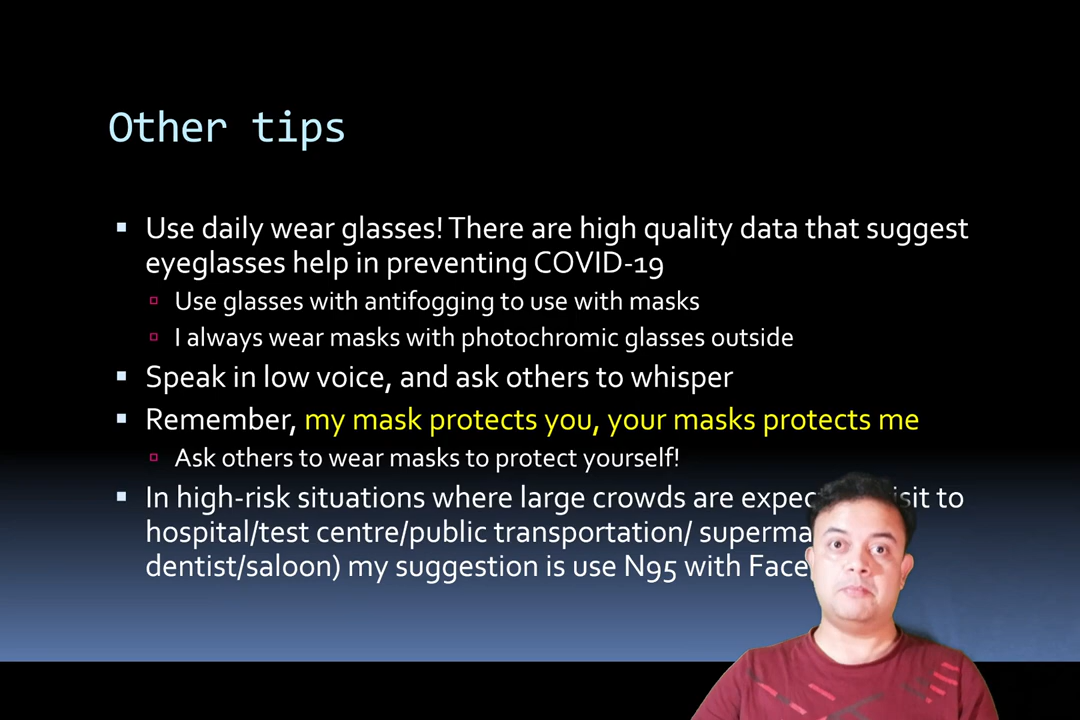 Other tips
Use daily wear glasses! There are high quality data that suggest
eyeglasses help in preventing COVID-19
Use glasses with antifogging to use with masks
I always wear masks with photochromic glasses outside
Speak in low voice, and ask others to whisper
Remember, my mask protects you, your masks protects me
Ask others to wear masks to protect yourself!
In high-risk situations where large crowds are to
hospital/test centre/public transportation/
dentist/saloon) my suggestion is use N95 with